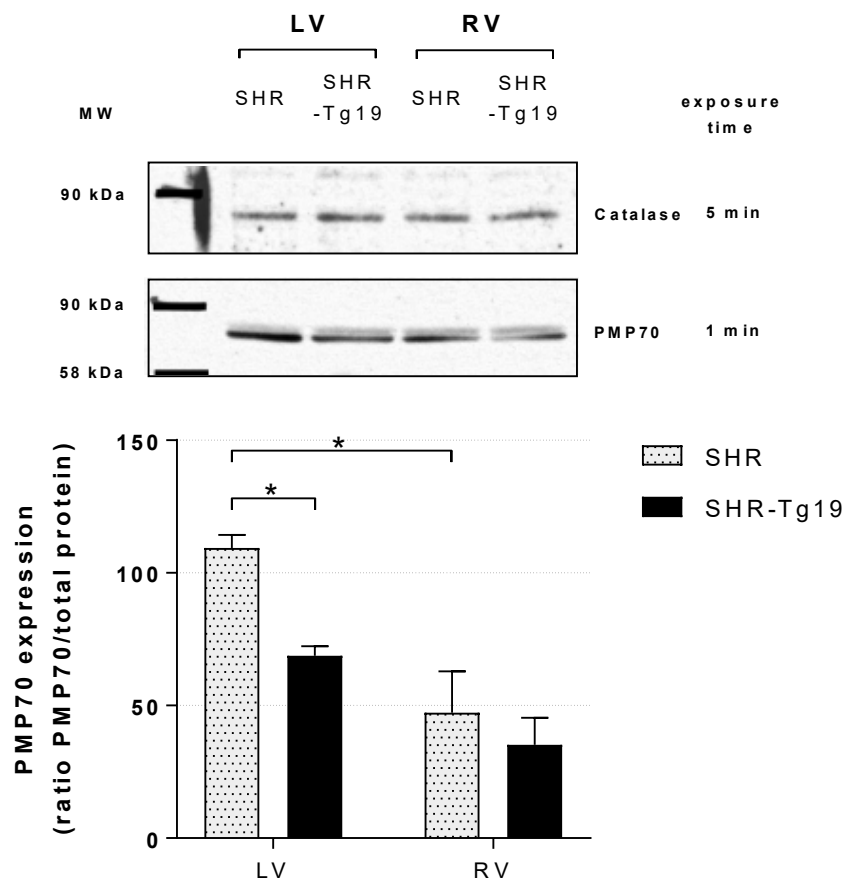 LV RV
SHR SHR -Tg19 SHR SHR -Tg19
MW exposure time
90 kDa Catalase 5 min
90 kDa
PMP70 1 min
58 kDa
PMP70 expression
(ratio PMP70/total protein)
150
100
50
0
*
*
SHR
SHR-Tg19
LV RV